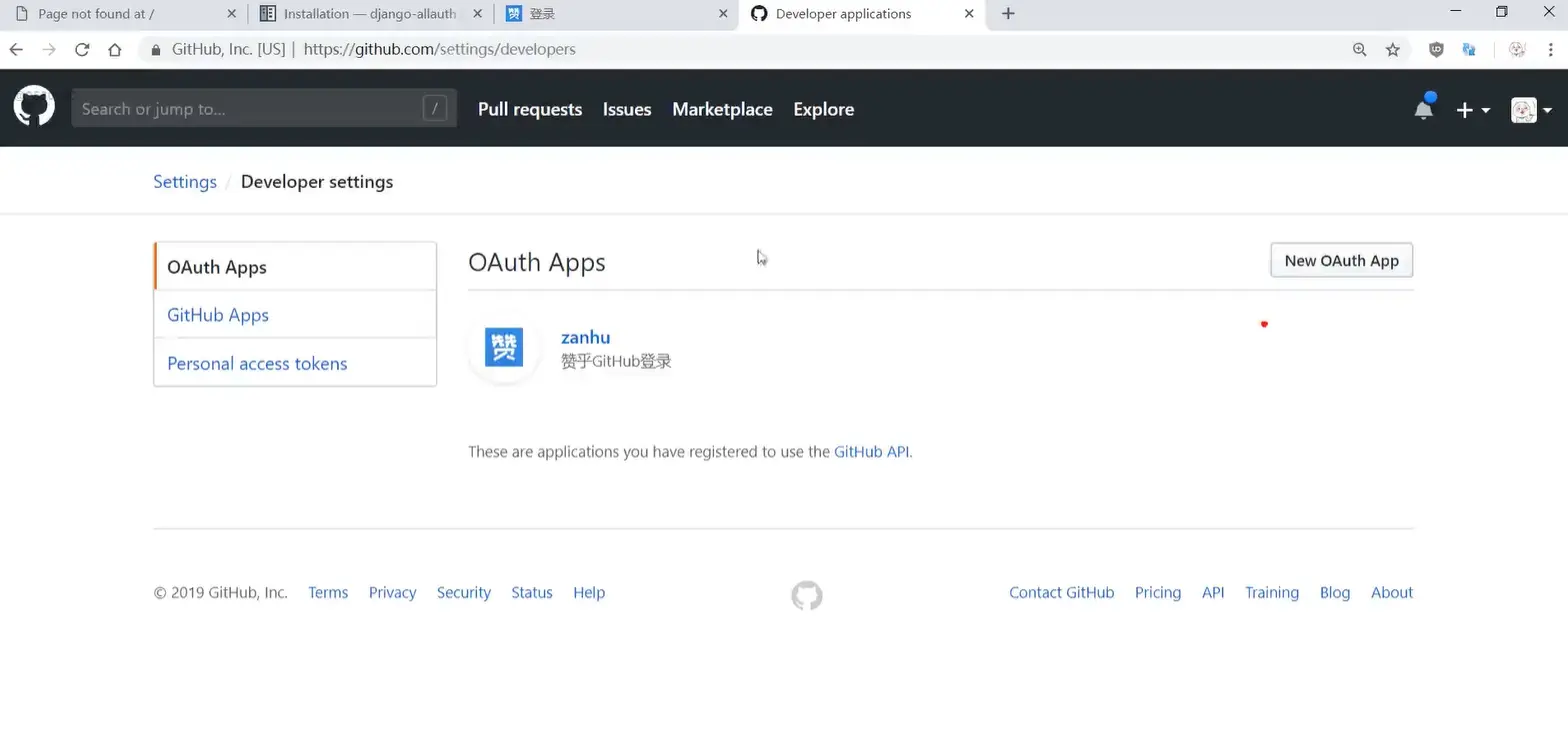 Page not found at /
Installation — django-allauth
赞
登录
Developer applications
GitHub, Inc. [US] | https://github.com/settings/developers
Search or jump to...
/
Pull requests
Issues
Marketplace
Explore
Settings / Developer settings
OAuth Apps
GitHub Apps
Personal access tokens
OAuth Apps
New OAuth App
赞
zanhu
赞乎GitHub登录
These are applications you have registered to use the GitHub API.
© 2019 GitHub, Inc.
Terms
Privacy
Security
Status
Help
Contact GitHub
Pricing
API
Training
Blog
About